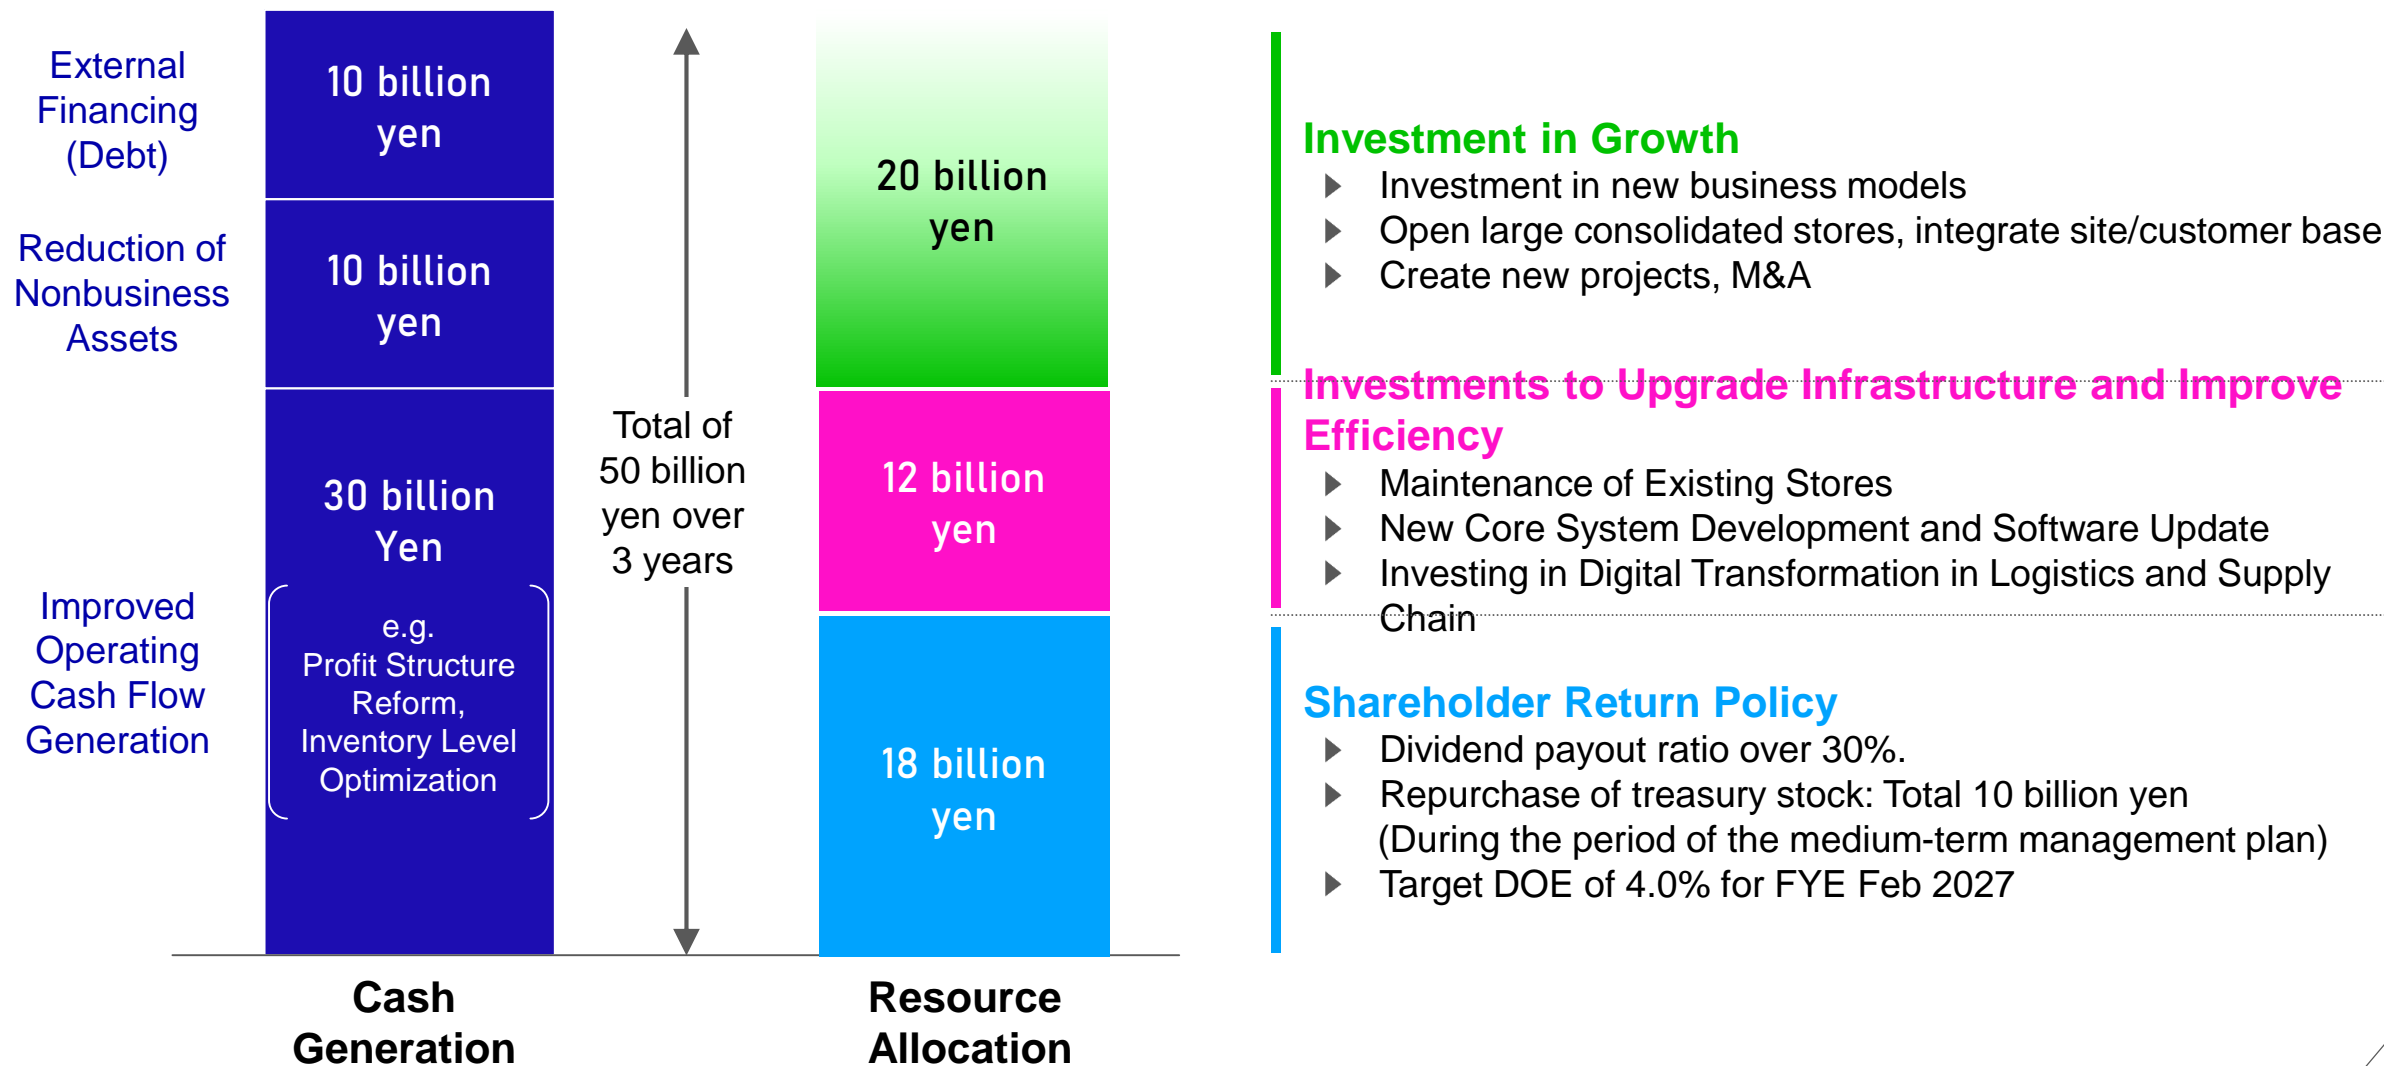 External
Financing
(Debt)
Reduction of
Nonbusiness
Assets
Improved
Operating
Cash Flow
Generation
10 billion
yen
10 billion
yen
30 billion
Yen
e.g.
Profit Structure
Reform,
Inventory Level
Optimization
Total of
50 billion
yen over
3 years
20 billion
yen
12 billion
yen
18 billion
yen
Cash
Generation
Resource
Allocation
Investment in Growth
Investment in new business models
Open large consolidated stores, integrate site/customer base
Create new projects, M&A
Investments to Upgrade Infrastructure and Improve
Efficiency
Maintenance of Existing Stores
New Core System Development and Software Update
Investing in Digital Transformation in Logistics and Supply
Chain
Shareholder Return Policy
Dividend payout ratio over 30%.
Repurchase of treasury stock: Total 10 billion yen
(During the period of the medium-term management plan)
Target DOE of 4.0% for FYE Feb 2027